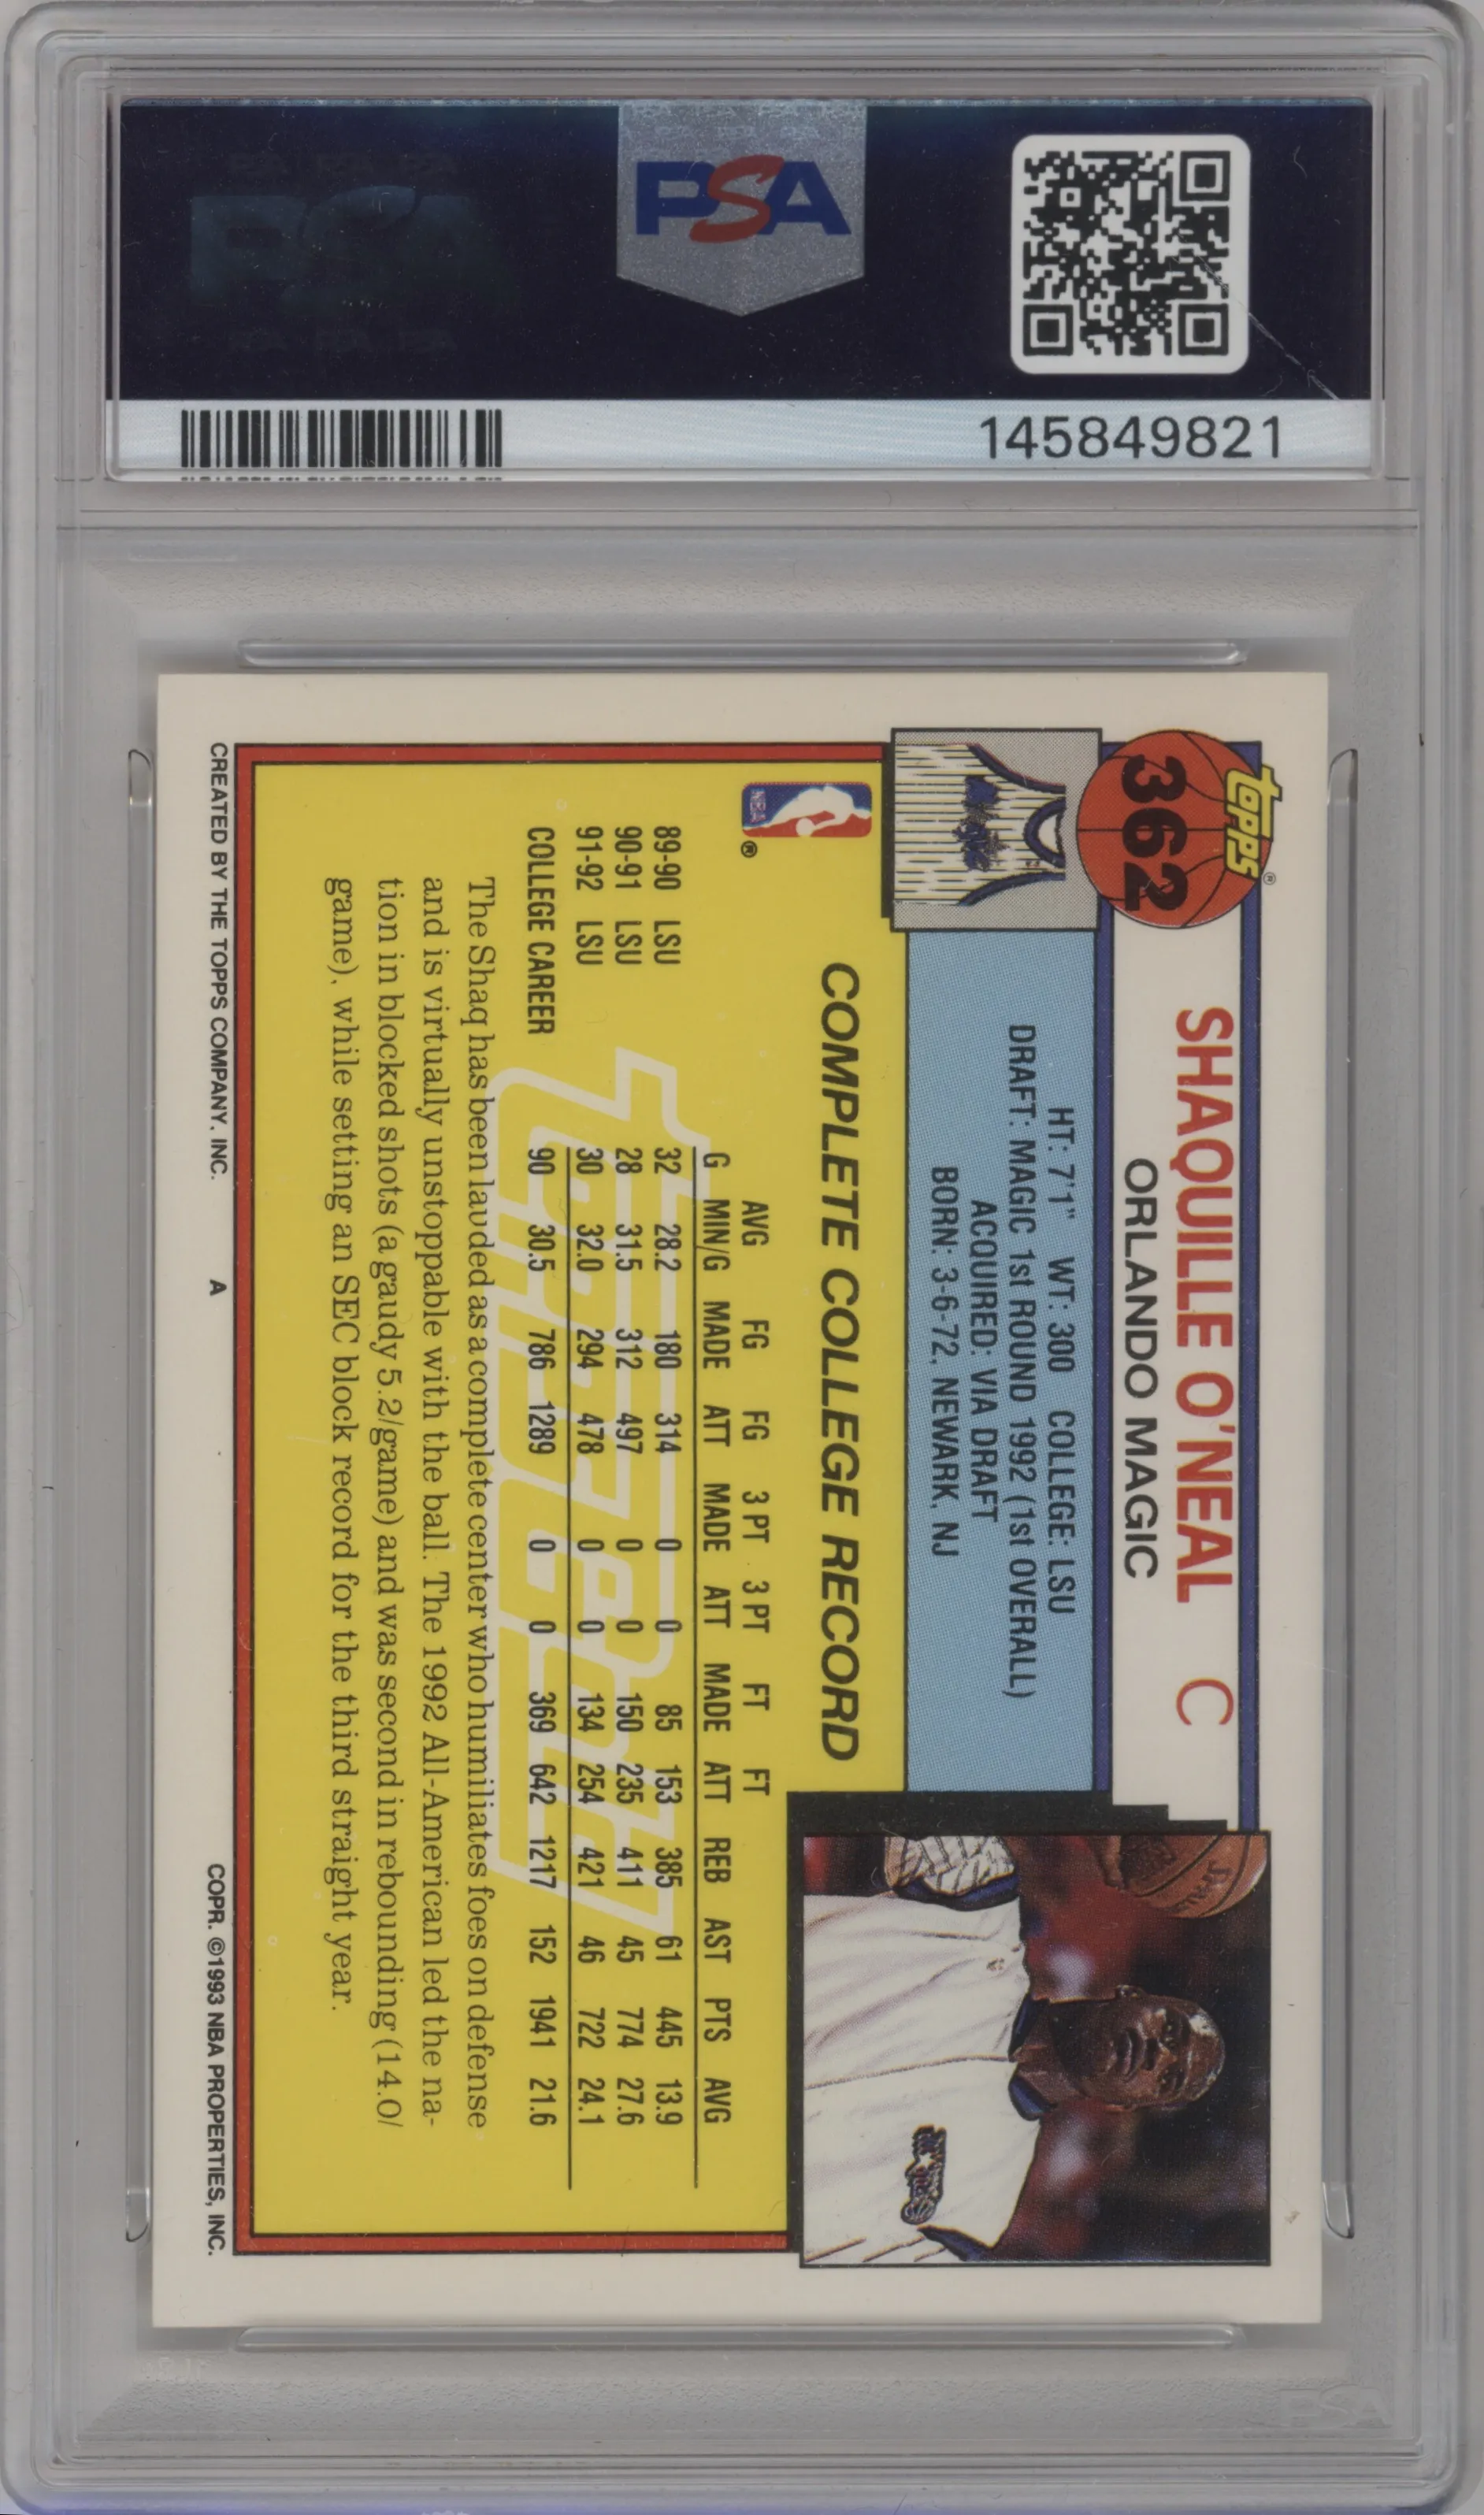 PSA
145849821
topps®
362
SHAQUILLE O'NEAL C
ORLANDO MAGIC
HT: 7'1" WT: 300 COLLEGE: LSU
DRAFT: MAGIC 1st ROUND 1992 (1st OVERALL)
ACQUIRED: VIA DRAFT
BORN: 3-6-72, NEWARK, NJ
NBA ®
COMPLETE COLLEGE RECORD
AVG FG FG 3 PT 3 PT FT FT
G MIN/G MADE ATT MADE ATT MADE ATT REB AST PTS AVG
89-90 LSU 32 28.2 180 314 0 0 85 153 385 61 445 13.9
90-91 LSU 28 31.5 312 497 0 0 150 235 411 45 774 27.6
91-92 LSU 30 32.0 294 478 0 0 134 254 421 46 722 24.1
COLLEGE CAREER 90 30.5 786 1289 0 0 369 642 1217 152 1941 21.6
The Shaq has been lauded as a complete center who humiliates foes on defense
and is virtually unstoppable with the ball. The 1992 All-American led the na-
tion in blocked shots (a gaudy 5.2/game) and was second in rebounding (14.0/
game), while setting an SEC block record for the third straight year.
CREATED BY THE TOPPS COMPANY, INC. A COPR. ©1993 NBA PROPERTIES, INC.
PSA